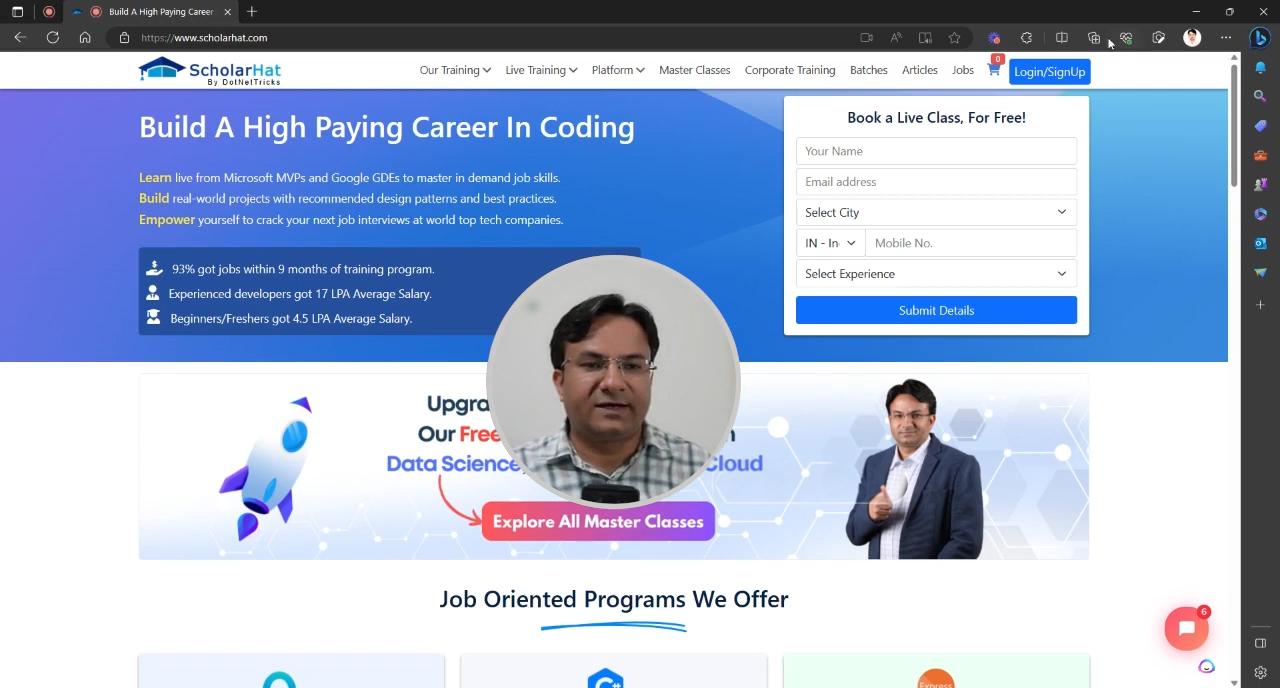 Build A High Paying Career
https://www.scholarhat.com
ScholarHat
By DotNetTricks
Our Training
Live Training
Platform
Master Classes
Corporate Training
Batches
Articles
Jobs
0
Login/SignUp
Build A High Paying Career In Coding
Learn live from Microsoft MVPs and Google GDEs to master in demand job skills.
Build real-world projects with recommended design patterns and best practices.
Empower yourself to crack your next job interviews at world top tech companies.
93% got jobs within 9 months of training program.
Experienced developers got 17 LPA Average Salary.
Beginners/Freshers got 4.5 LPA Average Salary.
Book a Live Class, For Free!
Your Name
Email address
Select City
IN - In
Mobile No.
Select Experience
Submit Details
Our Free
Data Science,
Cloud
Explore All Master Classes
Job Oriented Programs We Offer
6
Express